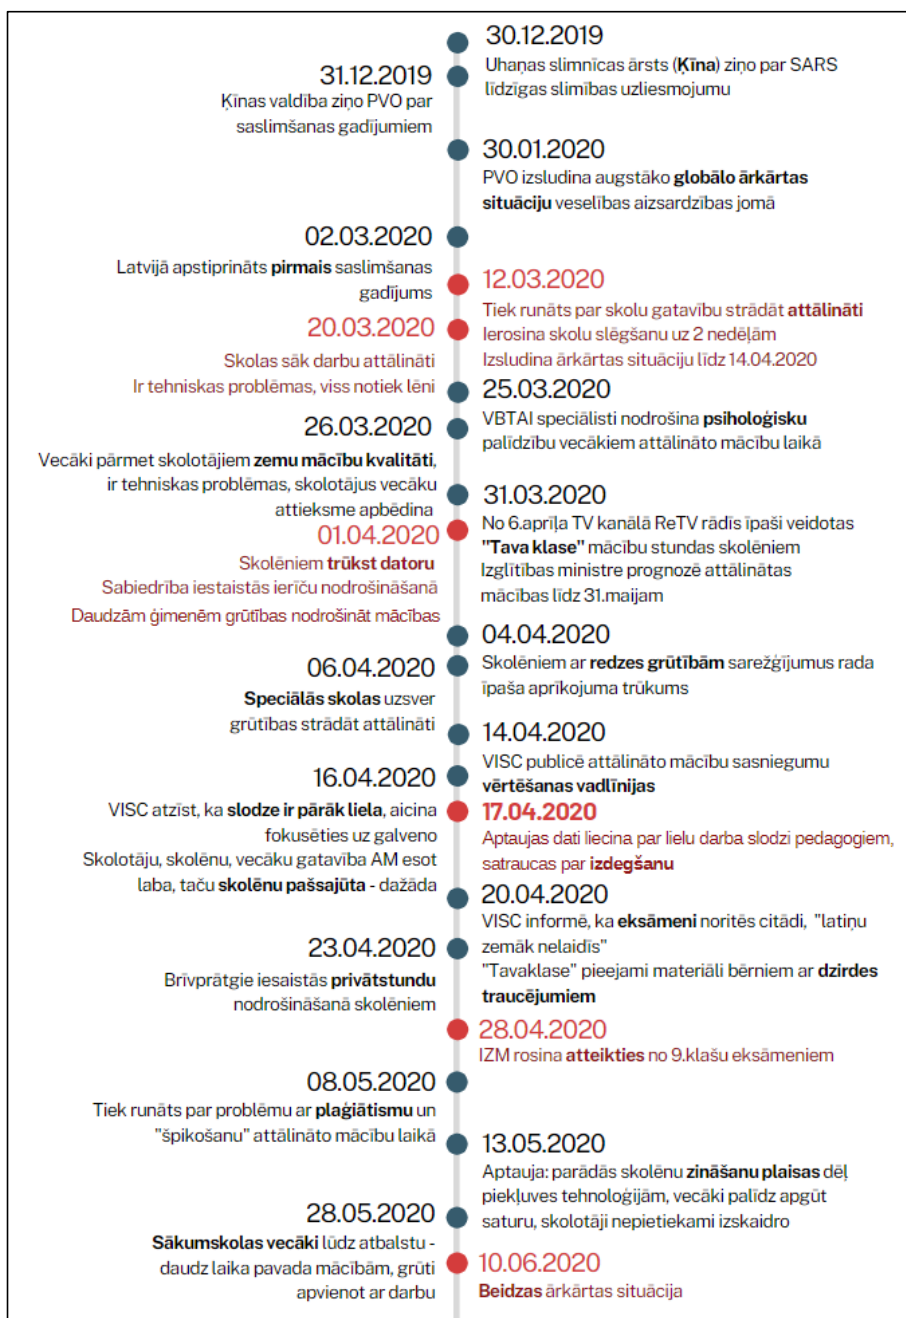 30.12.2019
Uhaņas slimnīcas ārsts (Ķīna) ziņo par SARS
līdzīgas slimības uzliesmojumu
31.12.2019
Ķīnas valdība ziņo PVO par
saslimšanas gadījumiem
30.01.2020
PVO izsludina augstāko globālo ārkārtas
situāciju veselības aizsardzības jomā
02.03.2020
Latvijā apstiprināts pirmais saslimšanas
gadījums
12.03.2020
Tiek runāts par skolu gatavību strādāt attālināti
Ierosina skolu slēgšanu uz 2 nedēļām
Izsludina ārkārtas situāciju līdz 14.04.2020
20.03.2020
Skolas sāk darbu attālināti
Ir tehniskas problēmas, viss notiek lēni
25.03.2020
VBTAI speciālisti nodrošina psiholoģisku
palīdzību vecākiem attālināto mācību laikā
26.03.2020
Vecāki pārmet skolotājiem zemu mācību kvalitāti,
ir tehniskas problēmas, skolotājus vecāku
attieksme apbēdina
31.03.2020
No 6.aprīļa TV kanālā ReTV rādīs īpaši veidotas
"Tava klase" mācību stundas skolēniem
Izglītības ministre prognozē attālinātas
mācības līdz 31.maijam
01.04.2020
Skolēniem trūkst datoru
Sabiedrība iestaistās ierīču nodrošināšanā
Daudzām ģimenēm grūtības nodrošināt mācības
04.04.2020
Skolēniem ar redzes grūtībām sarežģījumus rada
īpaša aprīkojuma trūkums
06.04.2020
Speciālās skolas uzsver
grūtības strādāt attālināti
14.04.2020
VISC publicē attālināto mācību sasniegumu
vērtēšanas vadlīnijas
16.04.2020
VISC atzīst, ka slodze ir pārāk liela, aicina
fokusēties uz galveno
Skolotāju, skolēnu, vecāku gatavība AM esot
laba, taču skolēnu pašsajūta - dažāda
17.04.2020
Aptaujas dati liecina par lielu darba slodzi pedagogiem,
satraucas par izdegšanu
20.04.2020
VISC informē, ka eksāmeni noritēs citādi, "latiņu
zemāk nelaidīs"
"Tavaklase" pieejami materiāli bērniem ar dzirdes
traucējumiem
23.04.2020
Brīvprātgie iesaistās privātstundu
nodrošināšanā skolēniem
28.04.2020
IZM rosina atteikties no 9.klašu eksāmeniem
08.05.2020
Tiek runāts par problēmu ar plaģiātismu un
"špikošanu" attālināto mācību laikā
13.05.2020
Aptauja: parādās skolēnu zināšanu plaisas dēļ
piekļuves tehnoloģijām, vecāki palīdz apgūt
saturu, skolotāji nepietiekami izskaidro
28.05.2020
Sākumskolas vecāki lūdz atbalstu -
daudz laika pavada mācībām, grūti
apvienot ar darbu
10.06.2020
Beidzas ārkārtas situācija